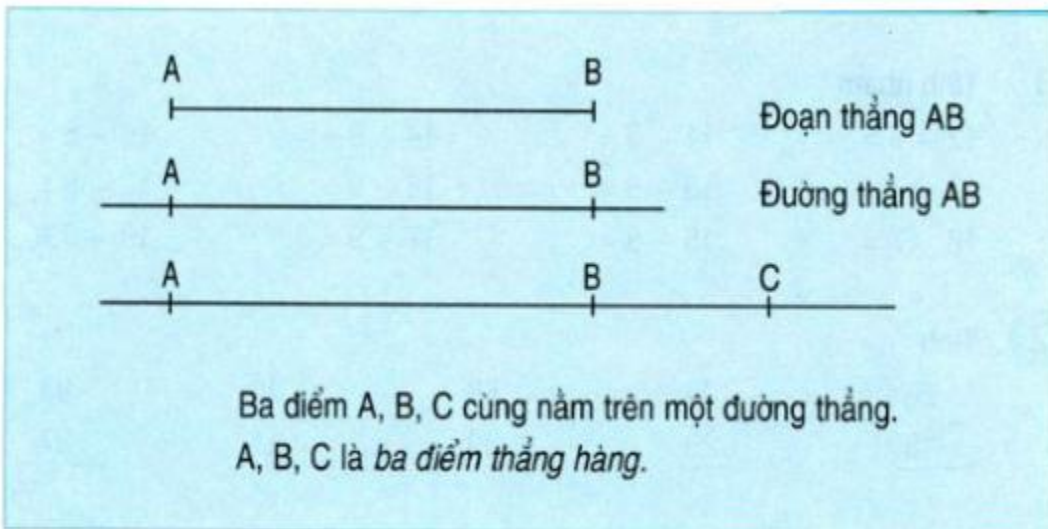 A B
Đoạn thẳng AB
A B
Đường thẳng AB
A B C
Ba điểm A, B, C cùng nằm trên một đường thẳng.
A, B, C là ba điểm thẳng hàng.